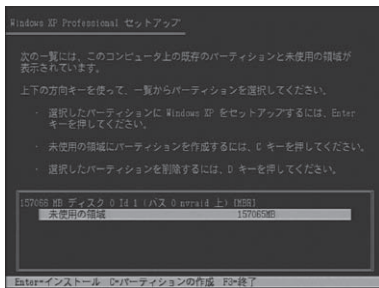 Windows XP Professional セットアップ
次の一覧には、このコンピュータ上の既存のパーティションと未使用の領域が
表示されています。
上下の方向キーを使って、一覧からパーティションを選択してください。
・ 選択したパーティションに Windows XP をセットアップするには、Enter
キーを押してください。
・ 未使用の領域にパーティションを作成するには、C キーを押してください。
・ 選択したパーティションを削除するには、D キーを押してください。
157066 MB ディスク 0 Id 1 (バス 0 nvraid 上) [MBR]
未使用の領域 157065MB
Enter=インストール C=パーティションの作成 F3=終了